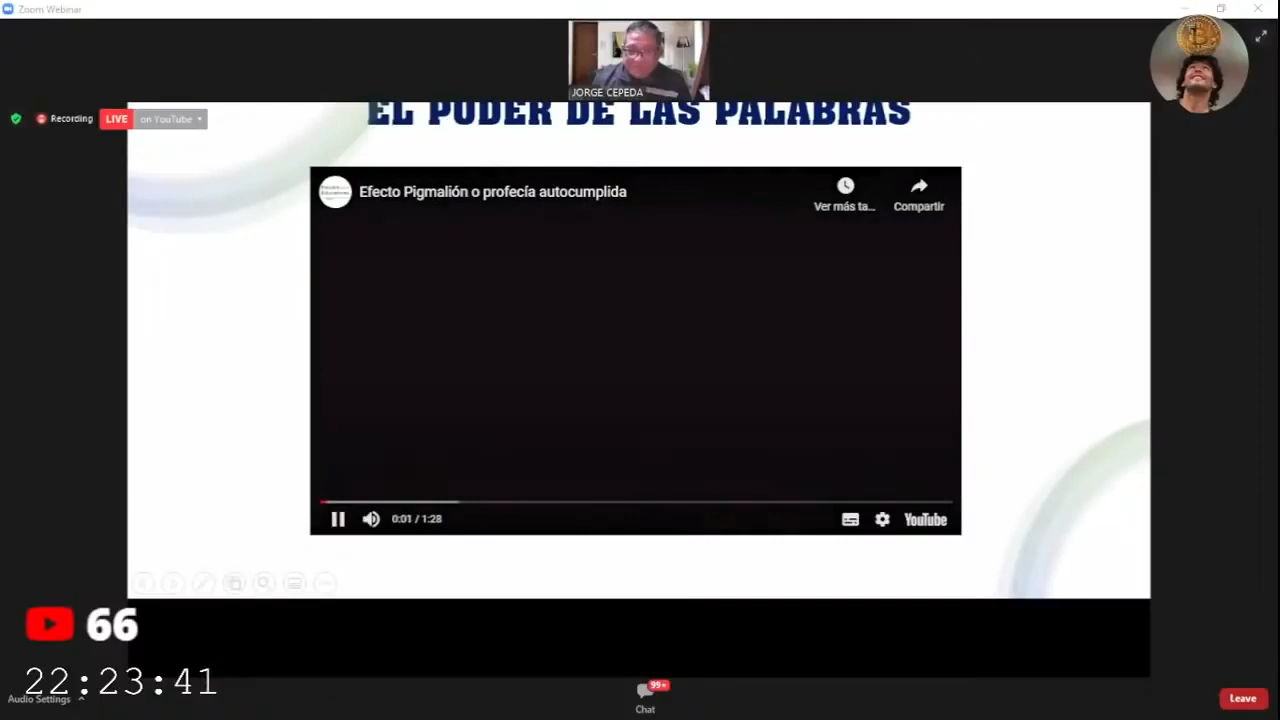 Zoom Webinar
JORGE CEPEDA
Recording
LIVE
on YouTube
EL PODER DE LAS PALABRAS
Efecto Pigmalión o profecía autocumplida
Ver más ta...
Compartir
0:01 / 1:28
YouTube
66
22:23:41
Audio Settings
99+
Chat
Leave